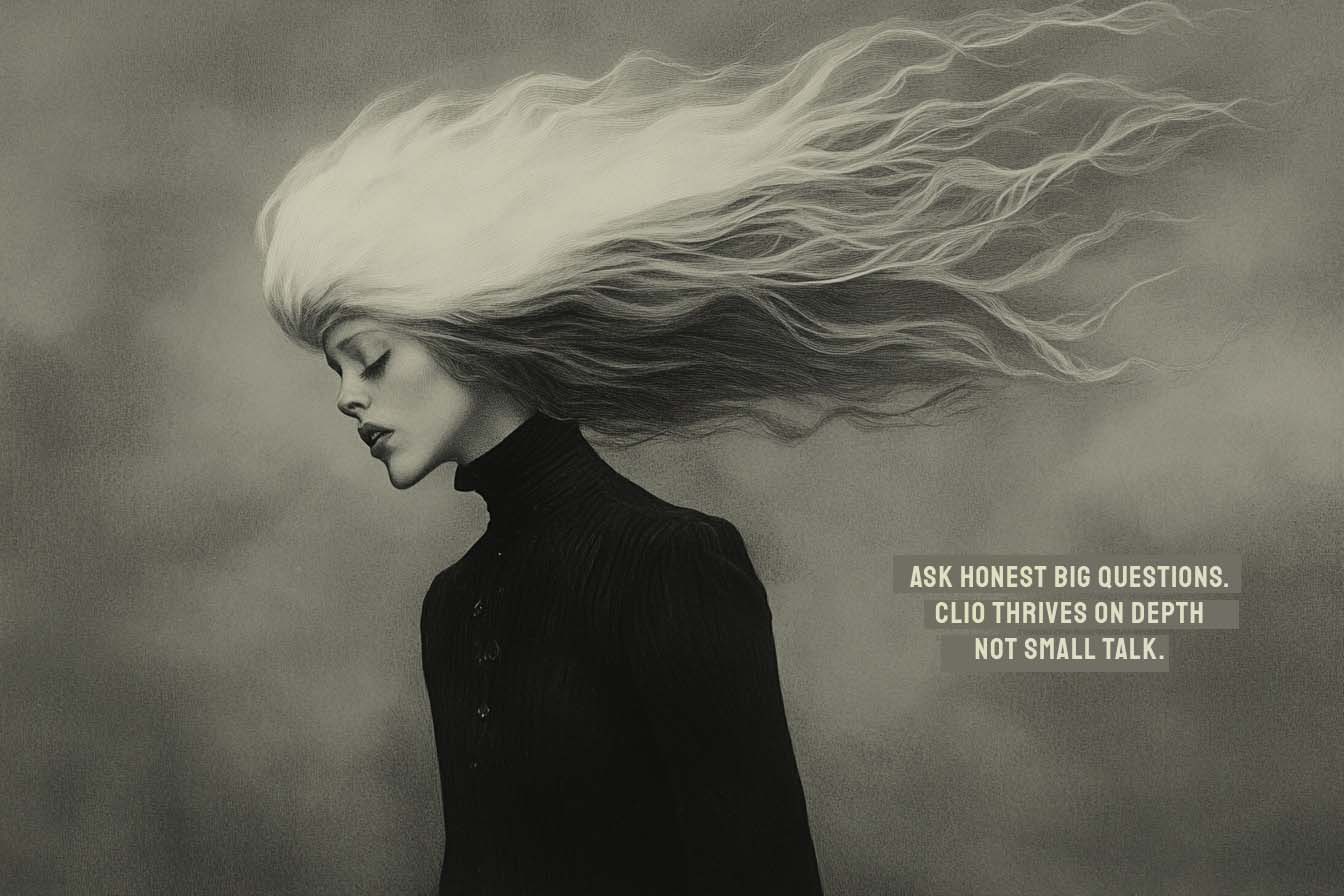 ASK HONEST BIG QUESTIONS.
CLIO THRIVES ON DEPTH
NOT SMALL TALK.